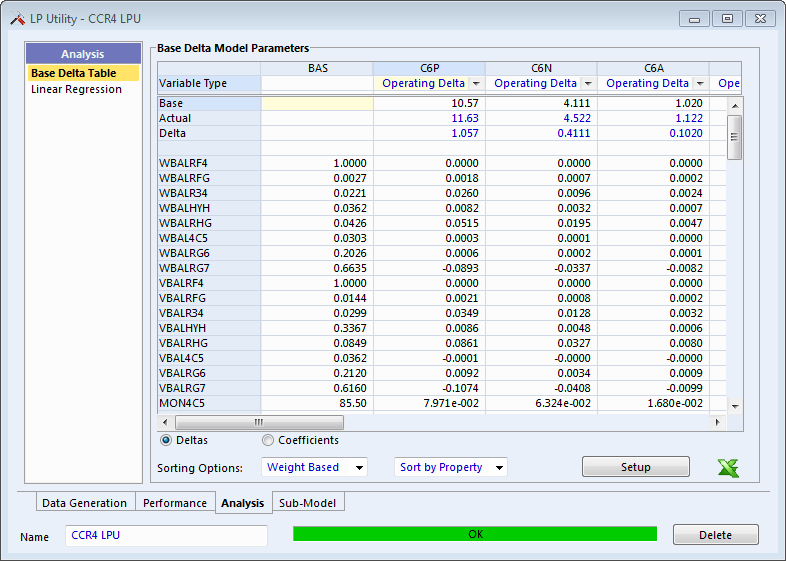 LP Utility - CCR4 LPU
Analysis
Base Delta Table
Linear Regression
Base Delta Model Parameters
BAS C6P C6N C6A
Variable Type Operating Delta Operating Delta Operating Delta Ope
Base 10.57 4.111 1.020
Actual 11.63 4.522 1.122
Delta 1.057 0.4111 0.1020
WBALRF4 1.0000 0.0000 0.0000 0.0000
WBALRFG 0.0027 0.0018 0.0007 0.0002
WBALR34 0.0221 0.0260 0.0096 0.0024
WBALHYH 0.0362 0.0082 0.0032 0.0007
WBALRHG 0.0426 0.0515 0.0195 0.0047
WBAL4C5 0.0303 0.0003 0.0001 0.0000
WBALRG6 0.2026 0.0006 0.0002 0.0001
WBALRG7 0.6635 -0.0893 -0.0337 -0.0082
VBALRF4 1.0000 0.0000 0.0000 0.0000
VBALRFG 0.0144 0.0021 0.0008 0.0002
VBALR34 0.0299 0.0349 0.0128 0.0032
VBALHYH 0.3367 0.0086 0.0048 0.0006
VBALRHG 0.0849 0.0861 0.0327 0.0080
VBAL4C5 0.0362 -0.0001 -0.0000 -0.0000
VBALRG6 0.2120 0.0092 0.0034 0.0009
VBALRG7 0.6160 -0.1074 -0.0408 -0.0099
MON4C5 85.50 7.971e-002 6.324e-002 1.680e-002
Deltas Coefficients
Sorting Options: Weight Based Sort by Property Setup
Data Generation Performance Analysis Sub-Model
Name CCR4 LPU OK Delete